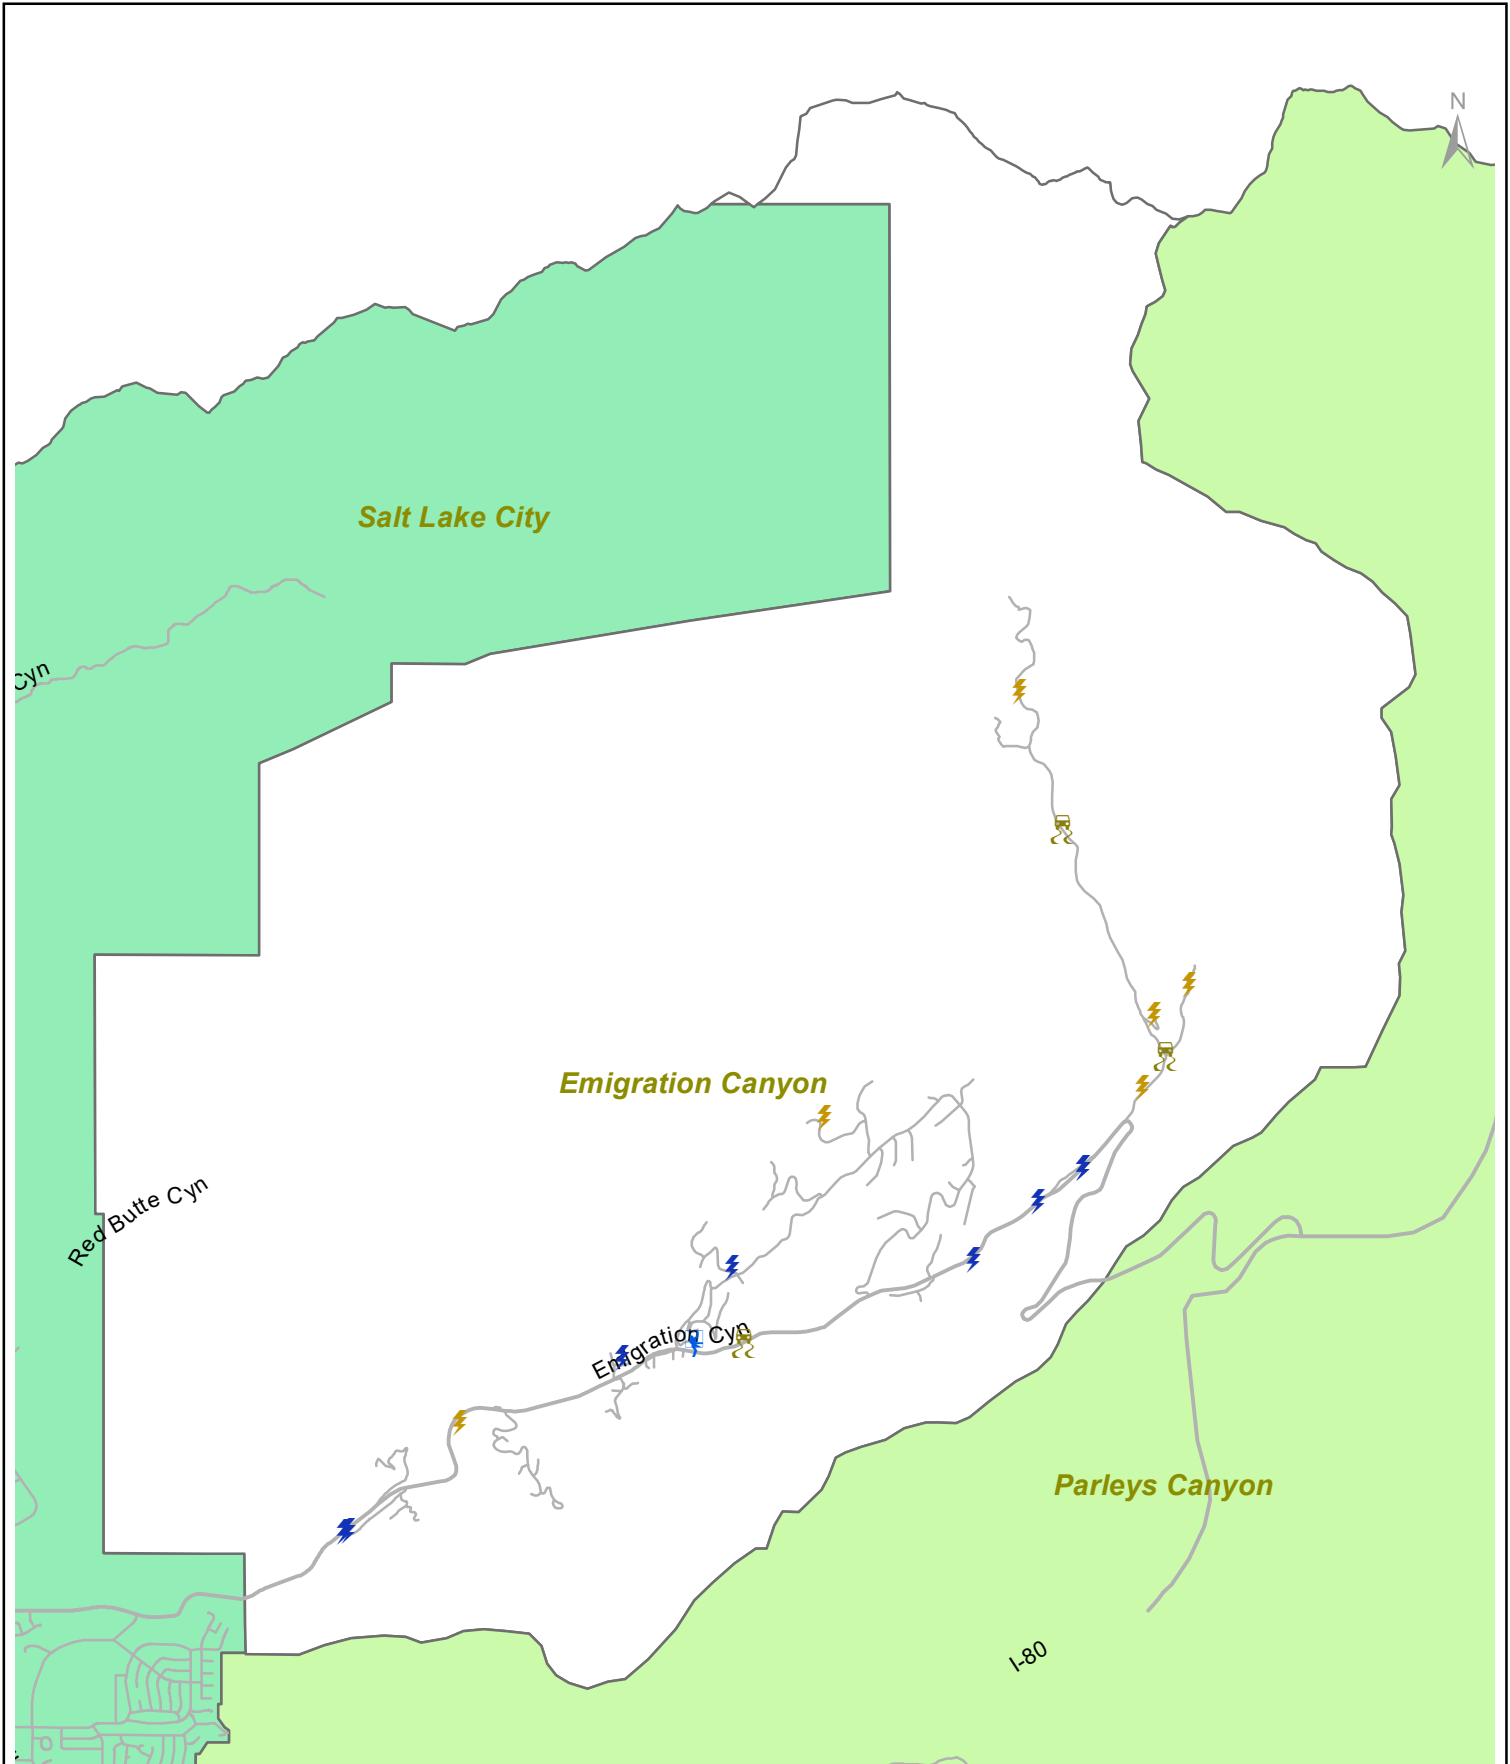 N
Salt Lake City
Cyn
Emigration Canyon
Red Butte Cyn
Emigration Cyn
Parleys Canyon
I-80